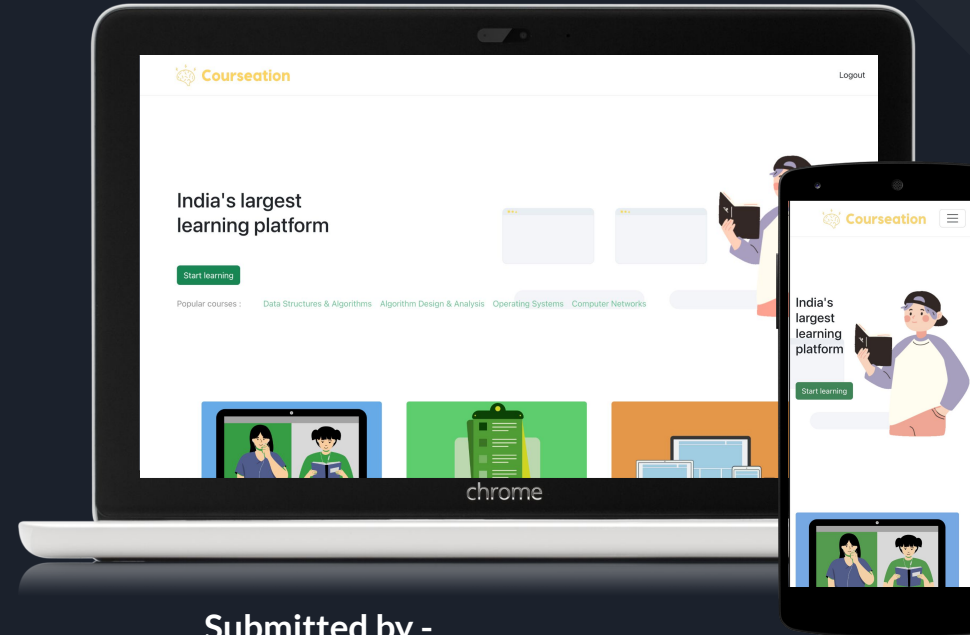 Courseation
Logout
India's largest
learning platform
Start learning
Popular courses : Data Structures & Algorithms Algorithm Design & Analysis Operating Systems Computer Networks
chrome
Courseation
India's
largest
learning
platform
Start learning
Submitted by -